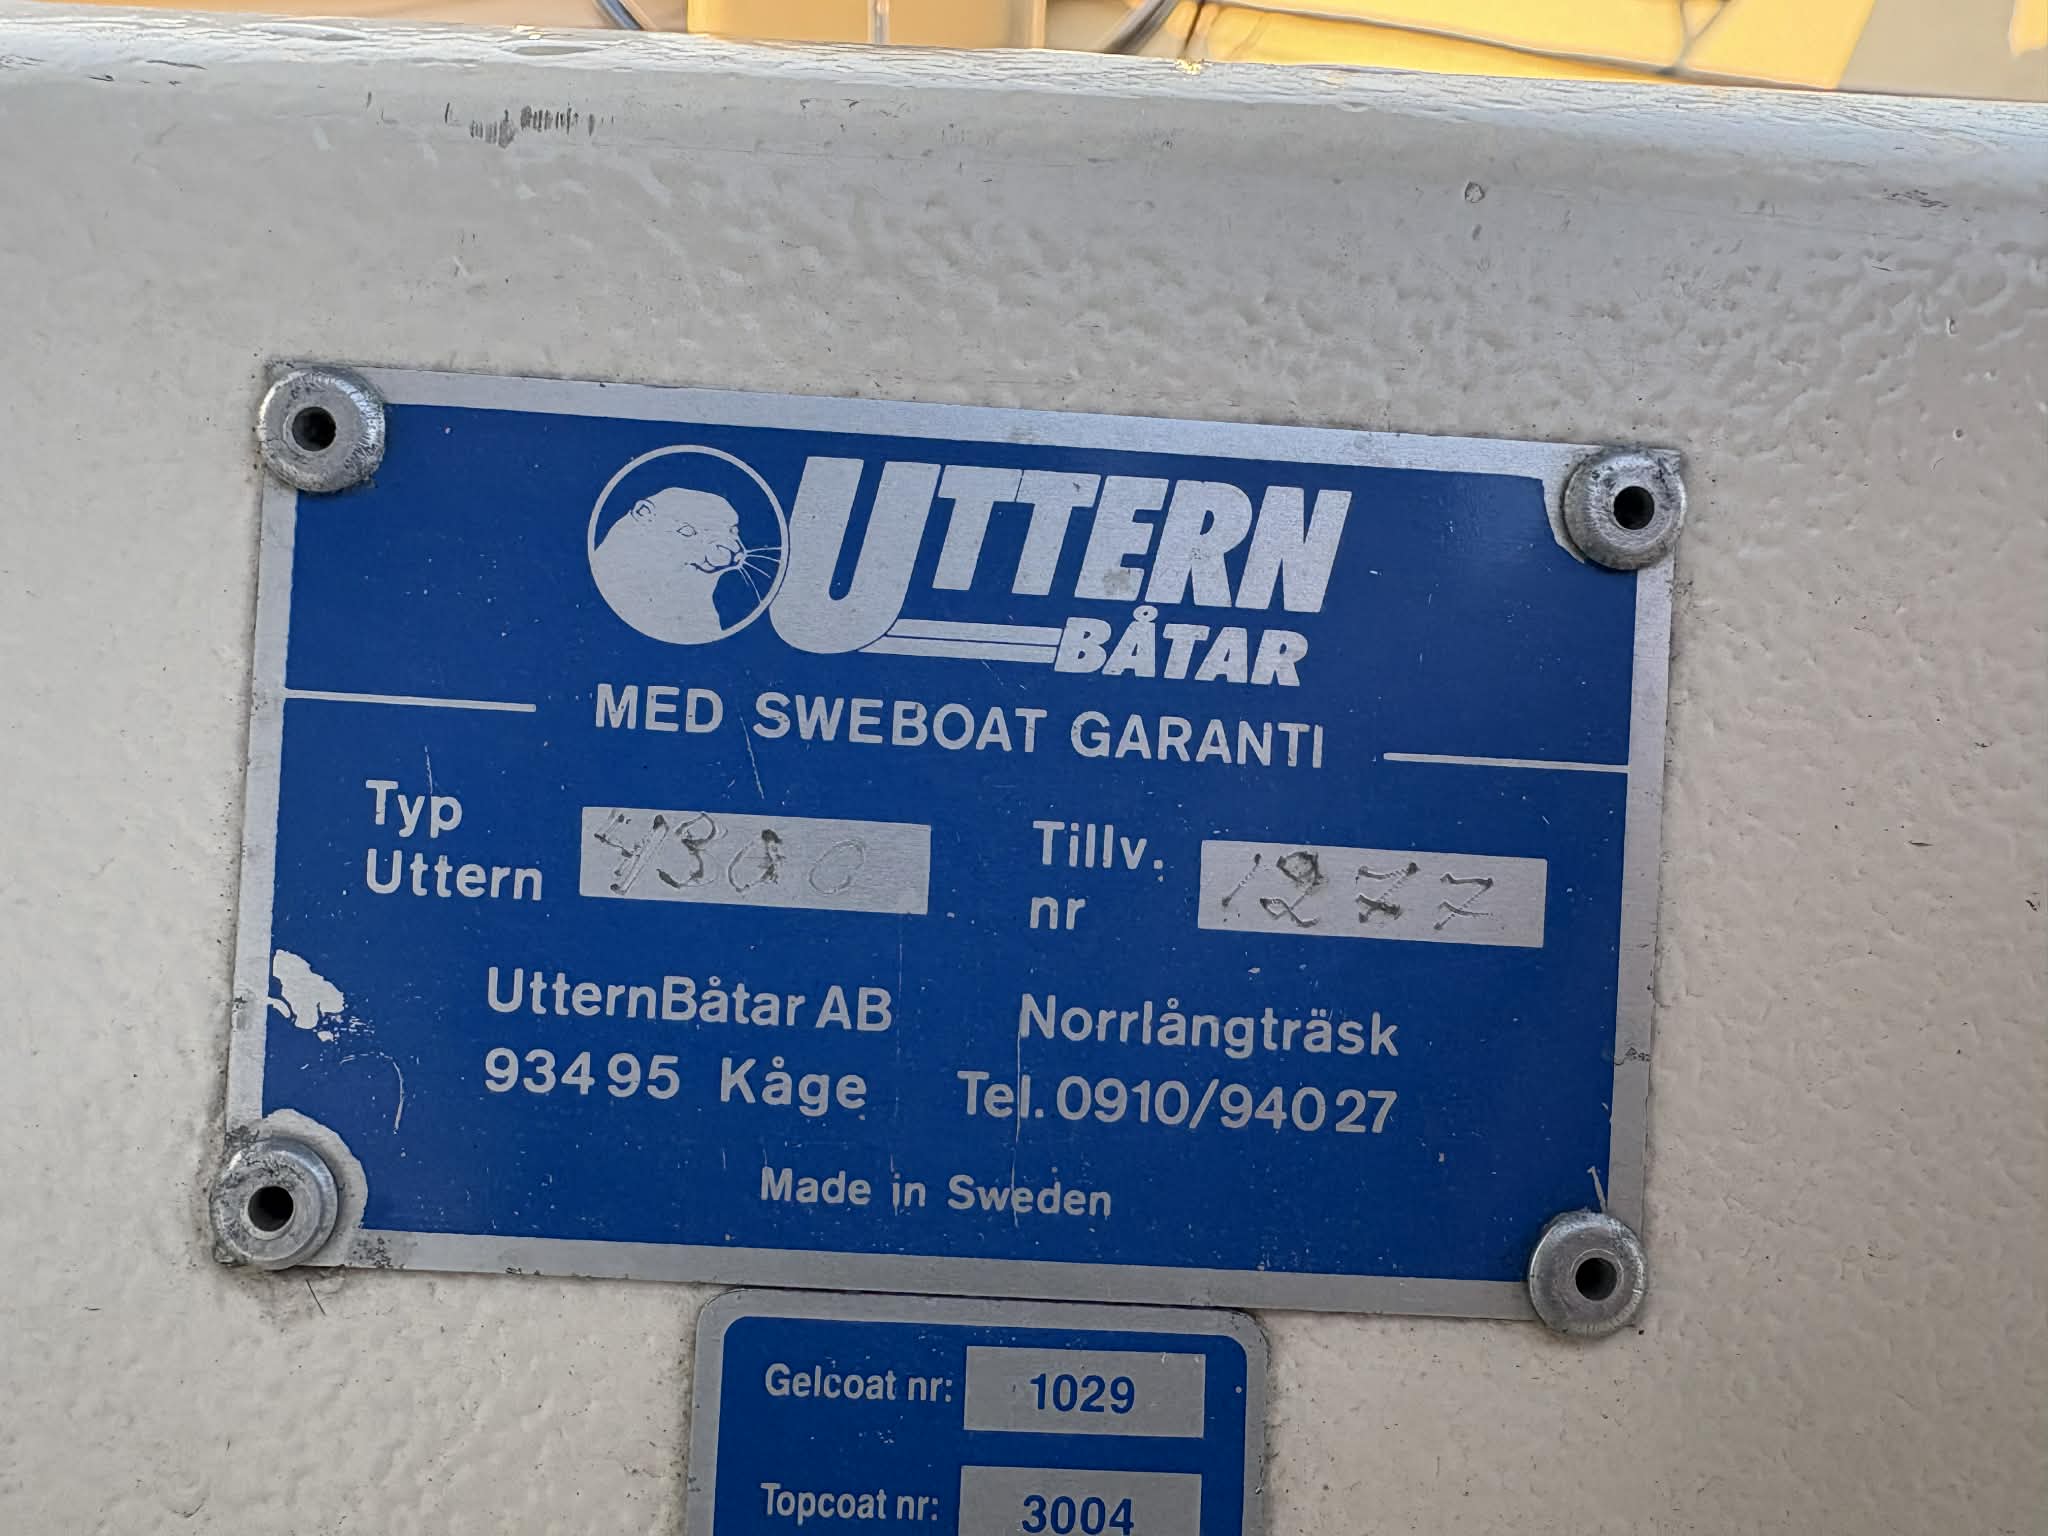 UTTERN
BÅTAR
MED SWEBOAT GARANTI
Typ
Uttern 4300
Tillv.
nr 1277
UtternBåtar AB Norrlångträsk
93495 Kåge Tel. 0910/94027
Made in Sweden
Gelcoat nr: 1029
Topcoat nr: 3004